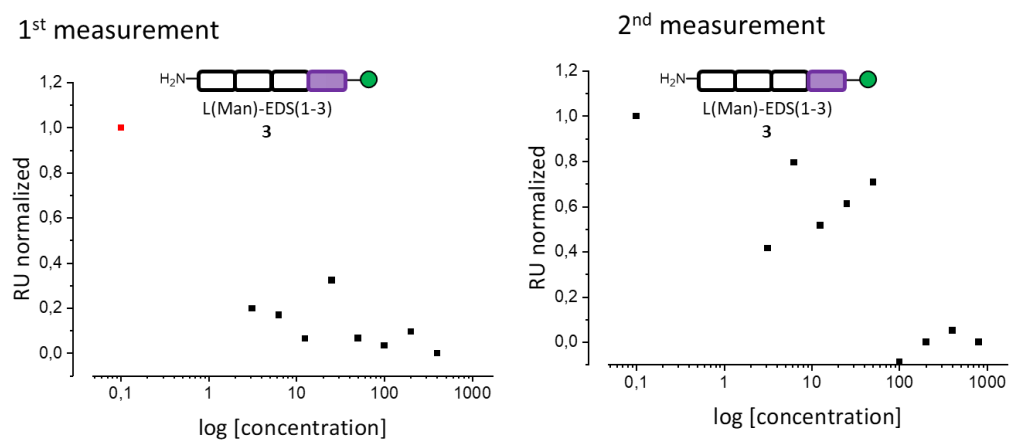 1st measurement
H2N
L(Man)-EDS(1-3)
3
RU normalized
1,2
1,0
0,8
0,6
0,4
0,2
0,0
0,1
1
10
100
1000
log [concentration]
2nd measurement
H2N
L(Man)-EDS(1-3)
3
RU normalized
1,2
1,0
0,8
0,6
0,4
0,2
0,0
0,1
1
10
100
1000
log [concentration]